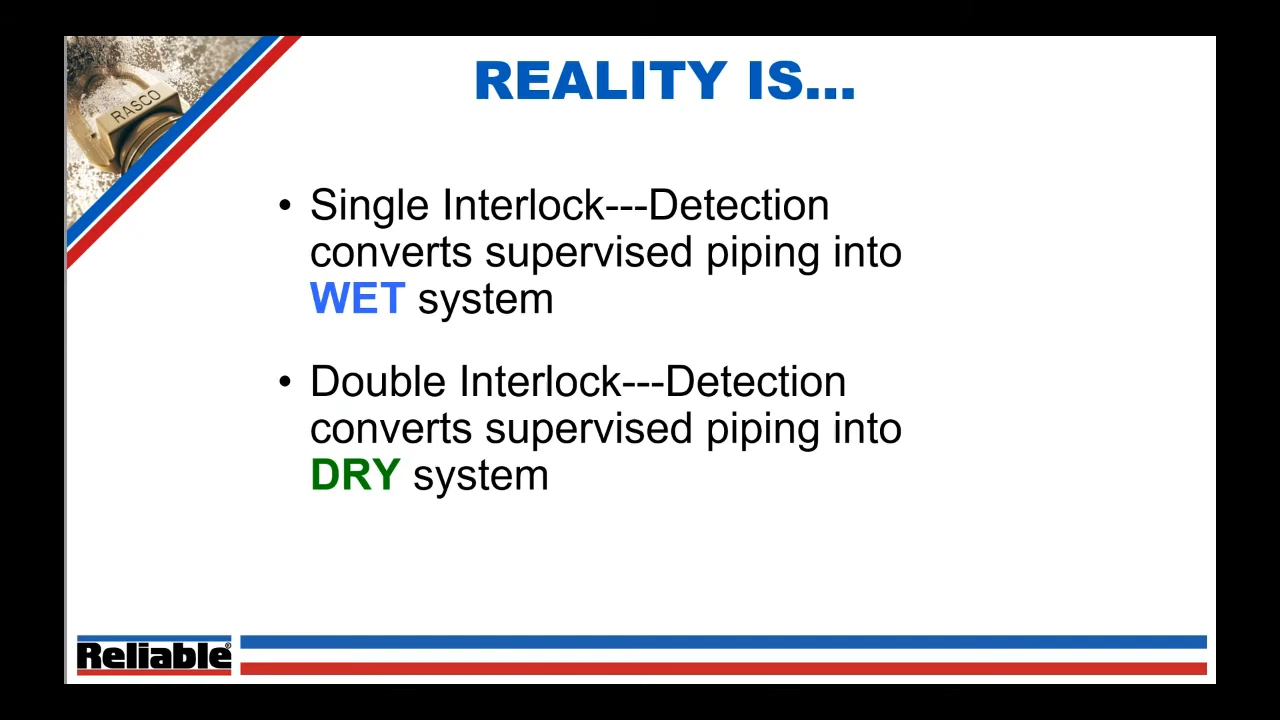 RASCO
REALITY IS...
• Single Interlock---Detection
converts supervised piping into
WET system
• Double Interlock---Detection
converts supervised piping into
DRY system
Reliable®